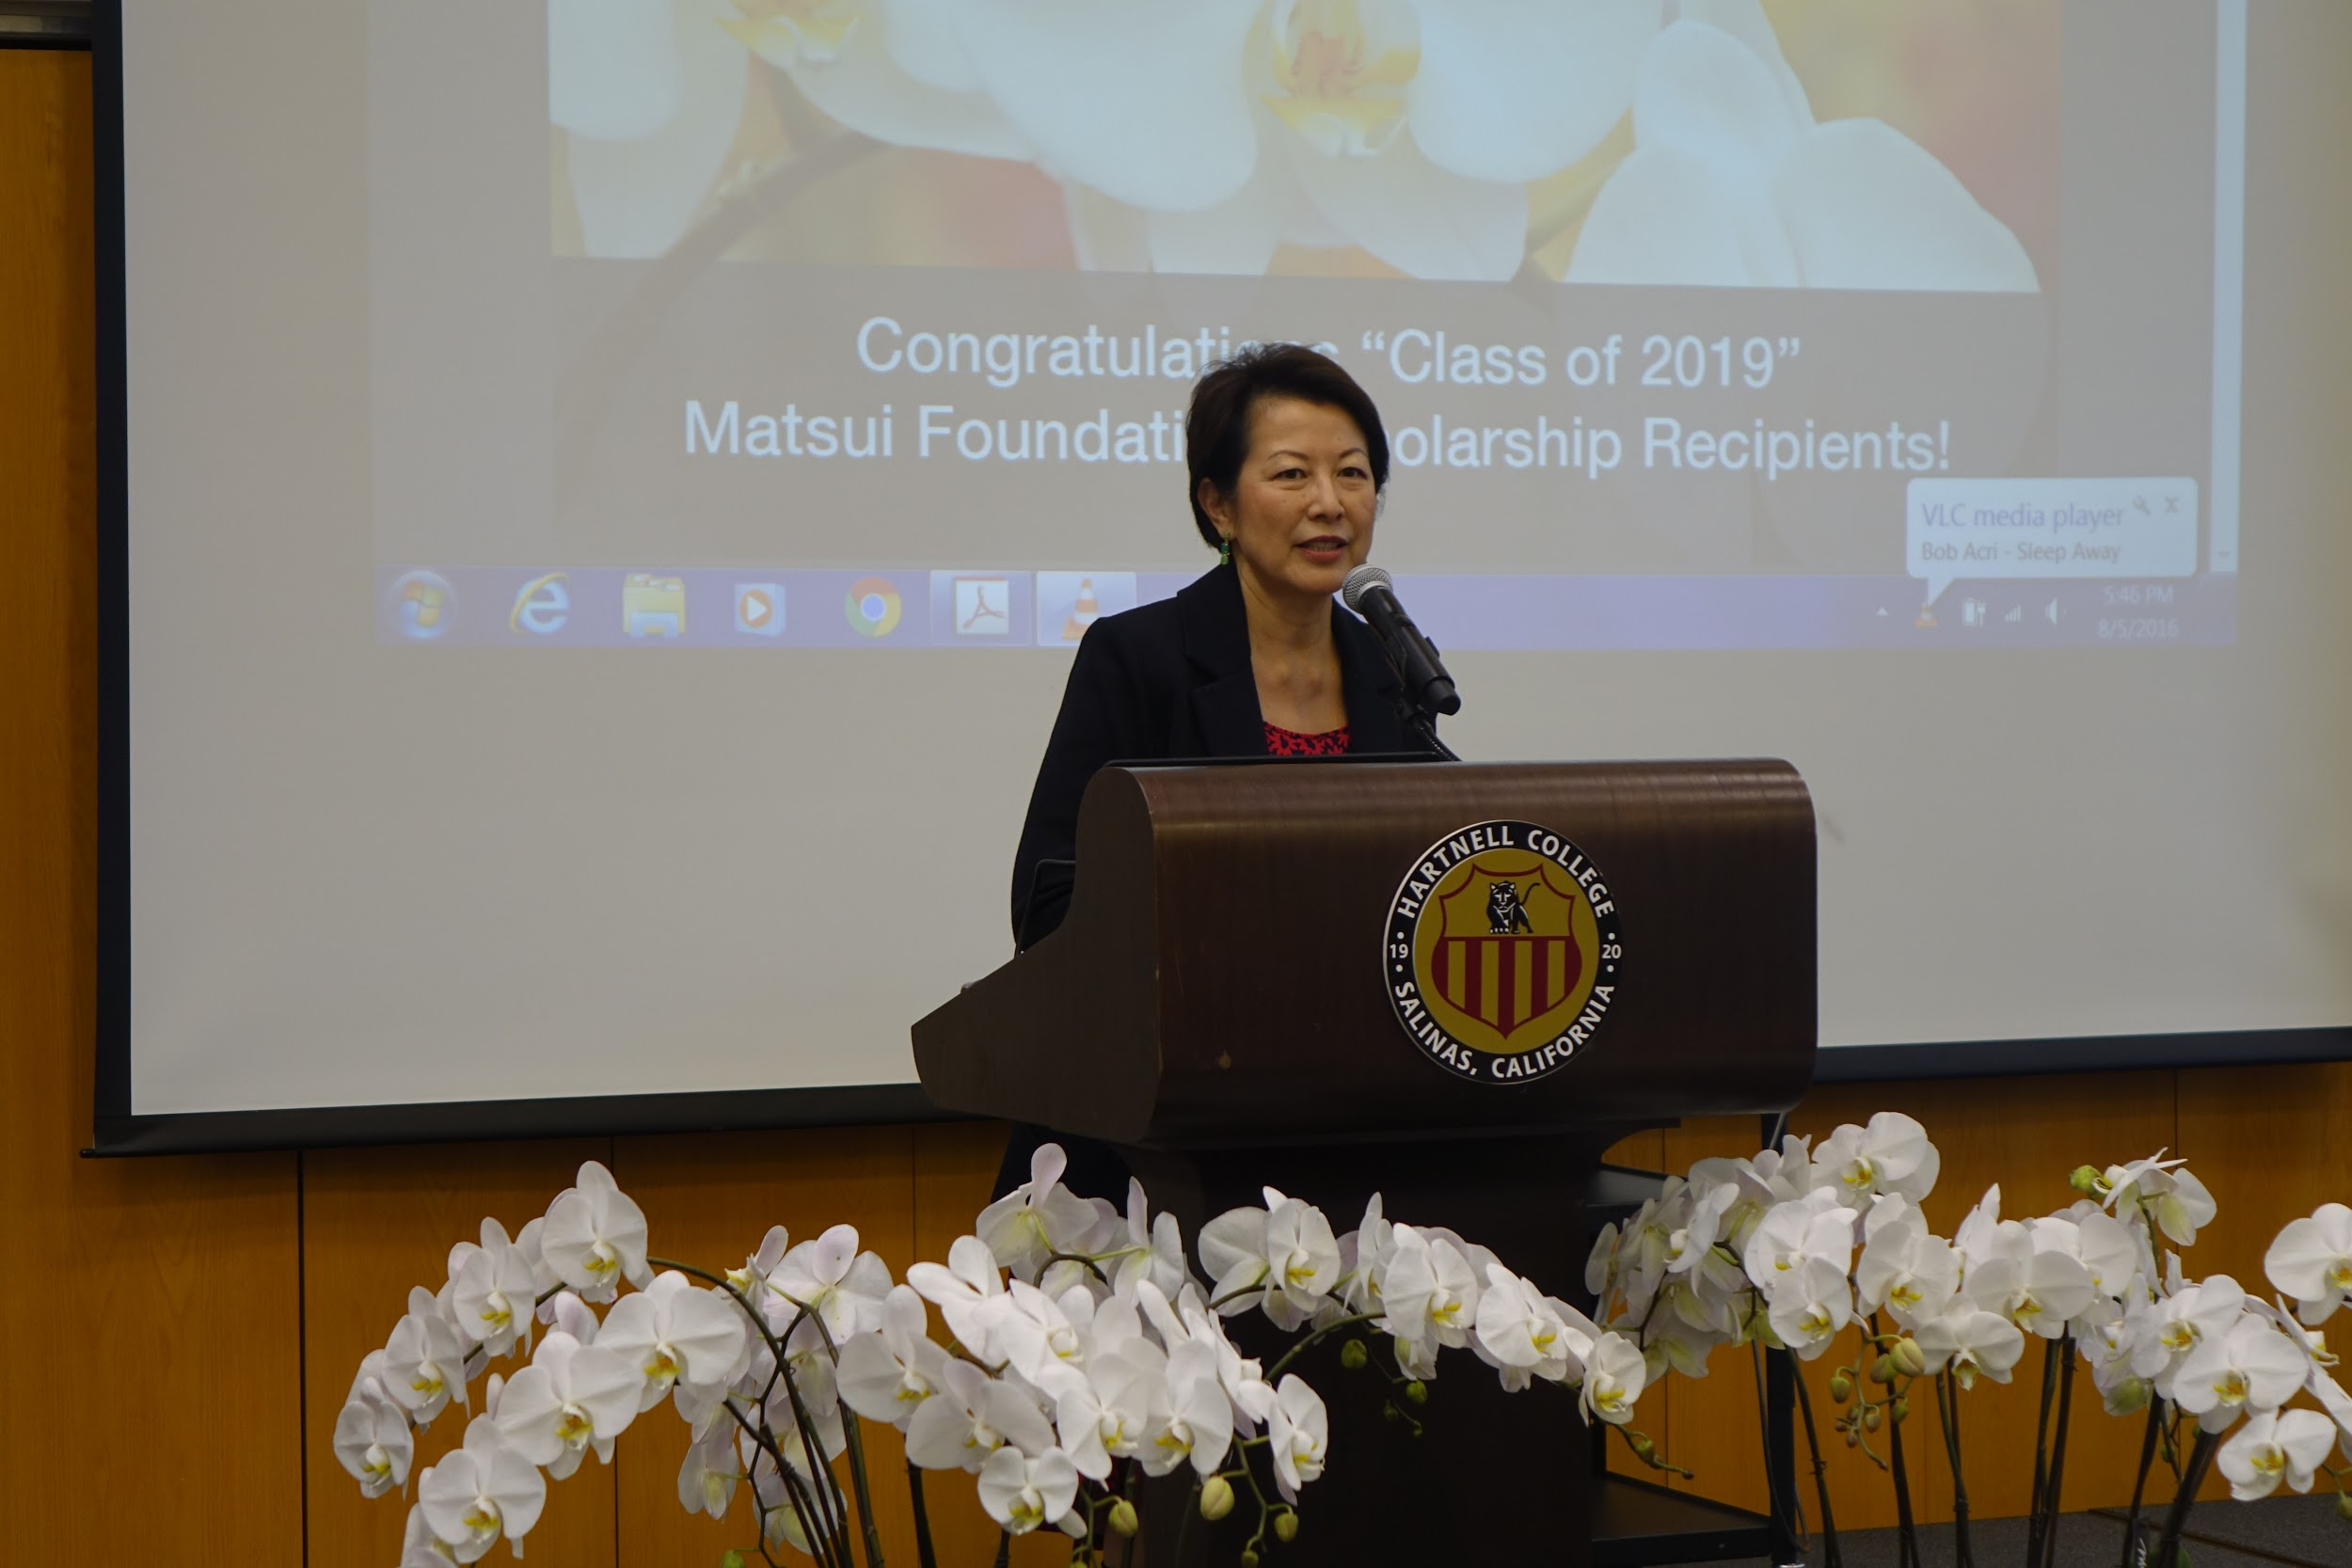 Congratulations “Class of 2019”
Matsui Foundati olarship Recipients!
VLC media player
Bob Acri - Sleep Away
5:46 PM
8/5/2016
HARTNELL COLLEGE
19 20
SALINAS, CALIFORNIA